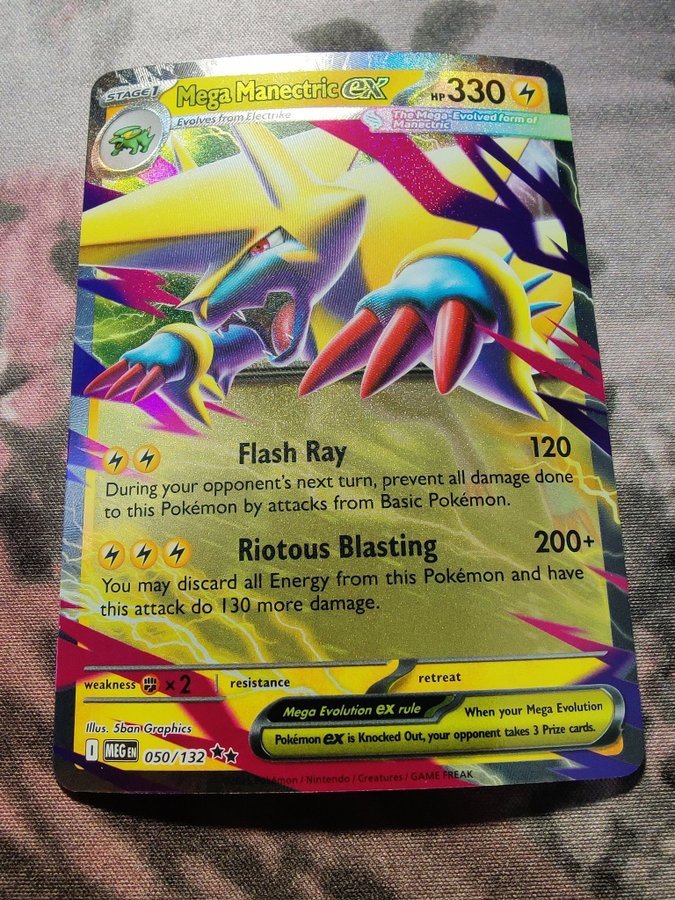 STAGE 1 Mega Manectric ex HP 330
Evolves from Electrike
The Mega-Evolved form of
Manectric
Flash Ray 120
During your opponent's next turn, prevent all damage done
to this Pokémon by attacks from Basic Pokémon.
Riotous Blasting 200+
You may discard all Energy from this Pokémon and have
this attack do 130 more damage.
weakness ×2 resistance retreat
Mega Evolution ex rule When your Mega Evolution
Pokémon ex is Knocked Out, your opponent takes 3 Prize cards.
Illus. 5ban Graphics
I MEG EN 050/132
Pokémon / Nintendo / Creatures / GAME FREAK